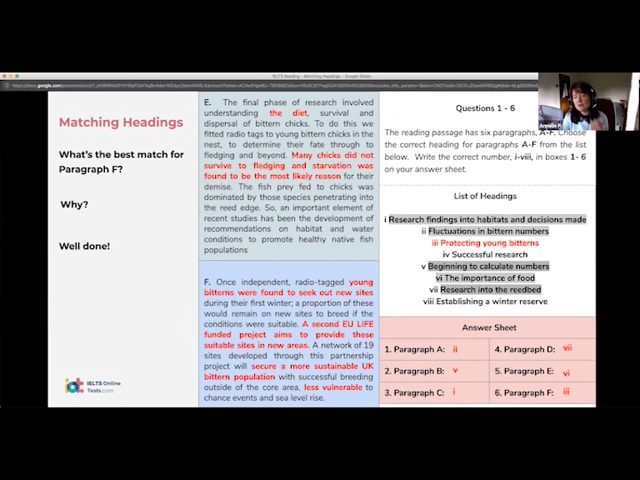 IELTS Reading - Matching Headings - Google Slides
Matching Headings
What's the best match for
Paragraph F?
Why?
Well done!
IELTS Online
Tests.com
E. The final phase of research involved
understanding the diet, survival and
dispersal of bittern chicks. To do this we
fitted radio tags to young bittern chicks in the
nest, to determine their fate through to
fledging and beyond. Many chicks did not
survive to fledging and starvation was
found to be the most likely reason for
their demise. The fish prey fed to chicks was
dominated by those species penetrating into
the reed edge. So, an important element of
recent studies has been the development of
recommendations on habitat and water
conditions to promote healthy native fish
populations
F. Once independent, radio-tagged young
bitterns were found to seek out new sites
during their first winter; a proportion of these
would remain on new sites to breed if the
conditions were suitable. A second EU LIFE
funded project aims to provide these
suitable sites in new areas. A network of 19
sites developed through this partnership
project will secure a more sustainable UK
bittern population with successful breeding
outside of the core area, less vulnerable to
chance events and sea level rise.
Questions 1 - 6
The reading passage has six paragraphs, A-F. Choose
the correct heading for paragraphs A-F from the list
below. Write the correct number, i-viii, in boxes 1- 6
on your answer sheet.
List of Headings
i Research findings into habitats and decisions made
ii Fluctuations in bittern numbers
iii Protecting young bitterns
iv Successful research
v Beginning to calculate numbers
vi The importance of food
vii Research into the reedbed
viii Establishing a winter reserve
Answer Sheet
1. Paragraph A: ii
4. Paragraph D: vii
2. Paragraph B: v
5. Paragraph E: vi
3. Paragraph C: i
6. Paragraph F: iii